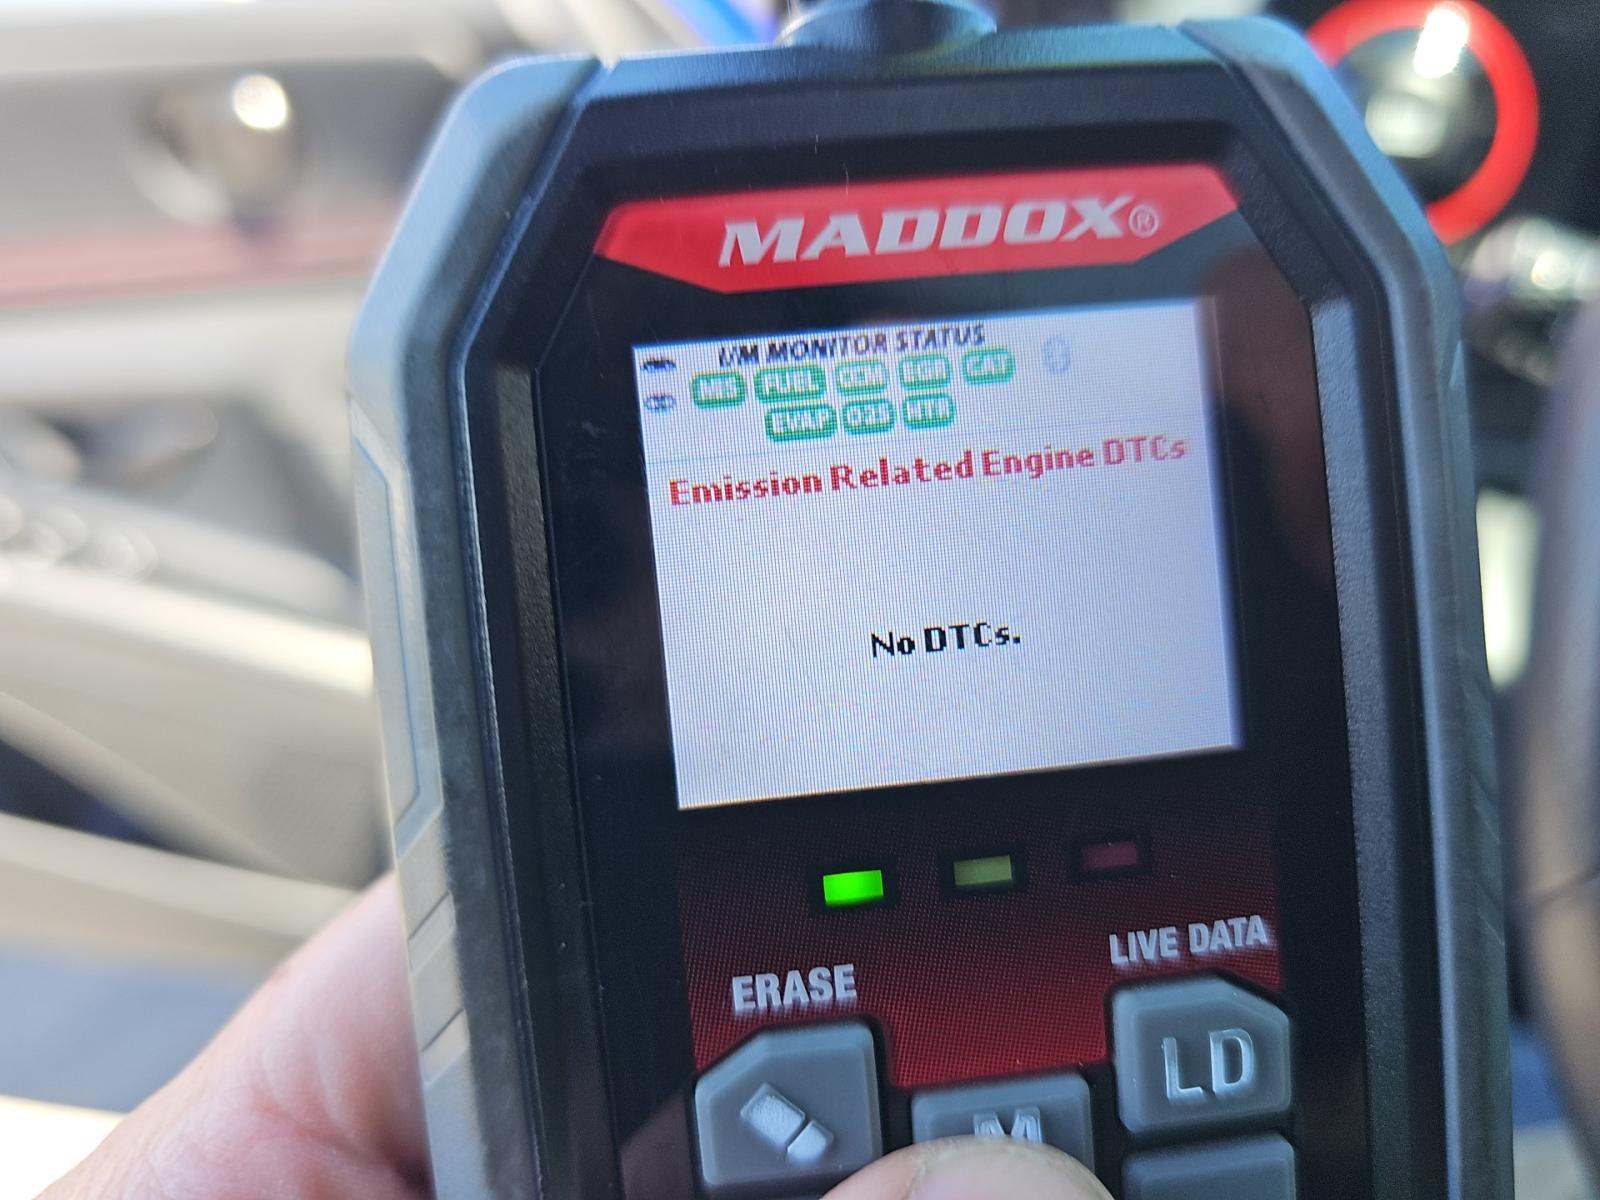 MADDOX®
I/M MONITOR STATUS
MIS FUEL CCM EGR CAT
EVAP O2S HTR
Emission Related Engine DTCs
No DTCs.
LIVE DATA
ERASE
LD
M